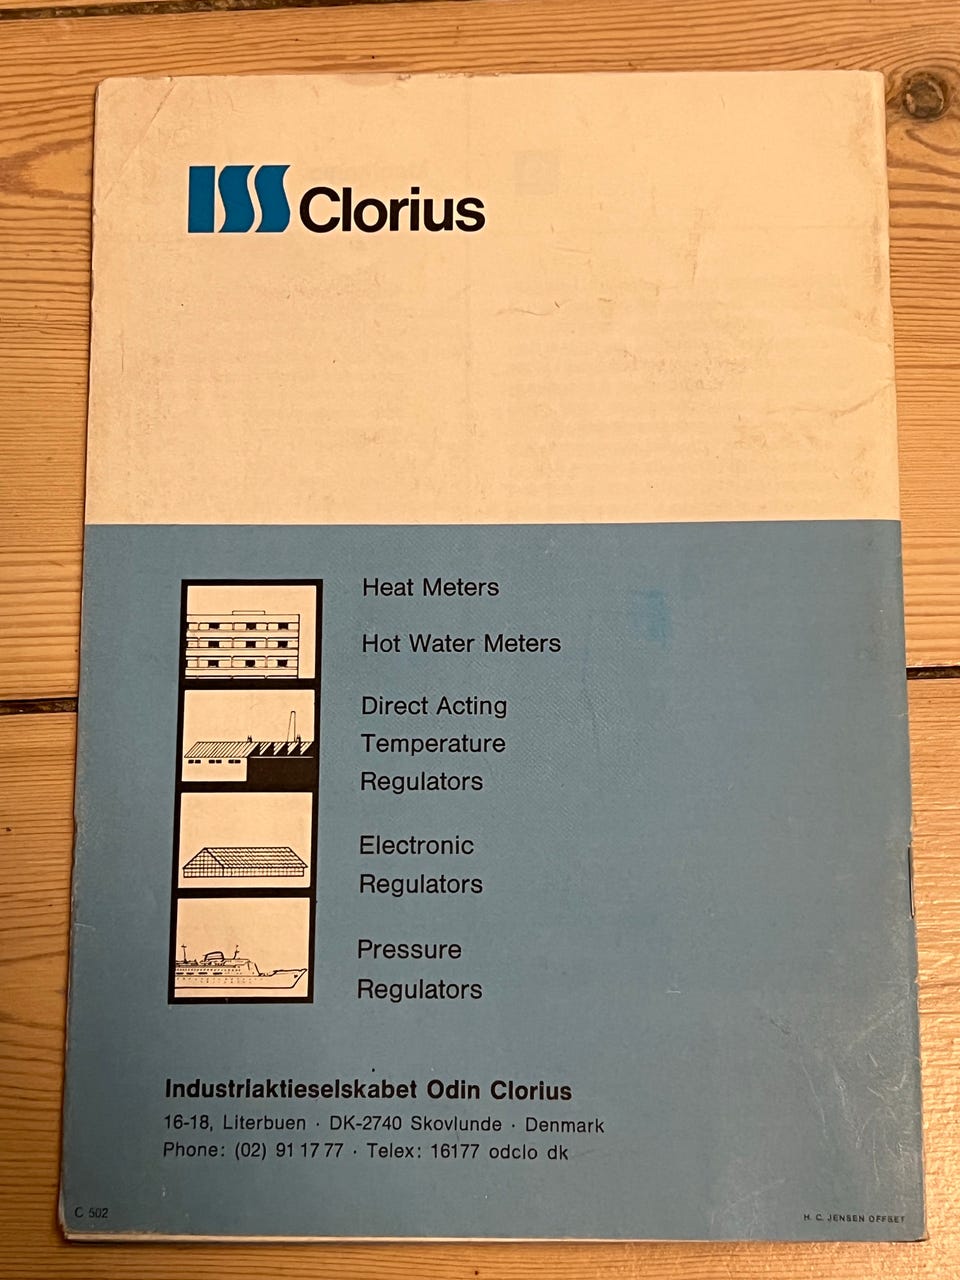 ISS Clorius
Heat Meters
Hot Water Meters
Direct Acting
Temperature
Regulators
Electronic
Regulators
Pressure
Regulators
Industriaktieselskabet Odin Clorius
16-18, Literbuen · DK-2740 Skovlunde · Denmark
Phone: (02) 91 17 77 · Telex: 16177 odclo dk
C 502
H. C. JENSEN OFFSET